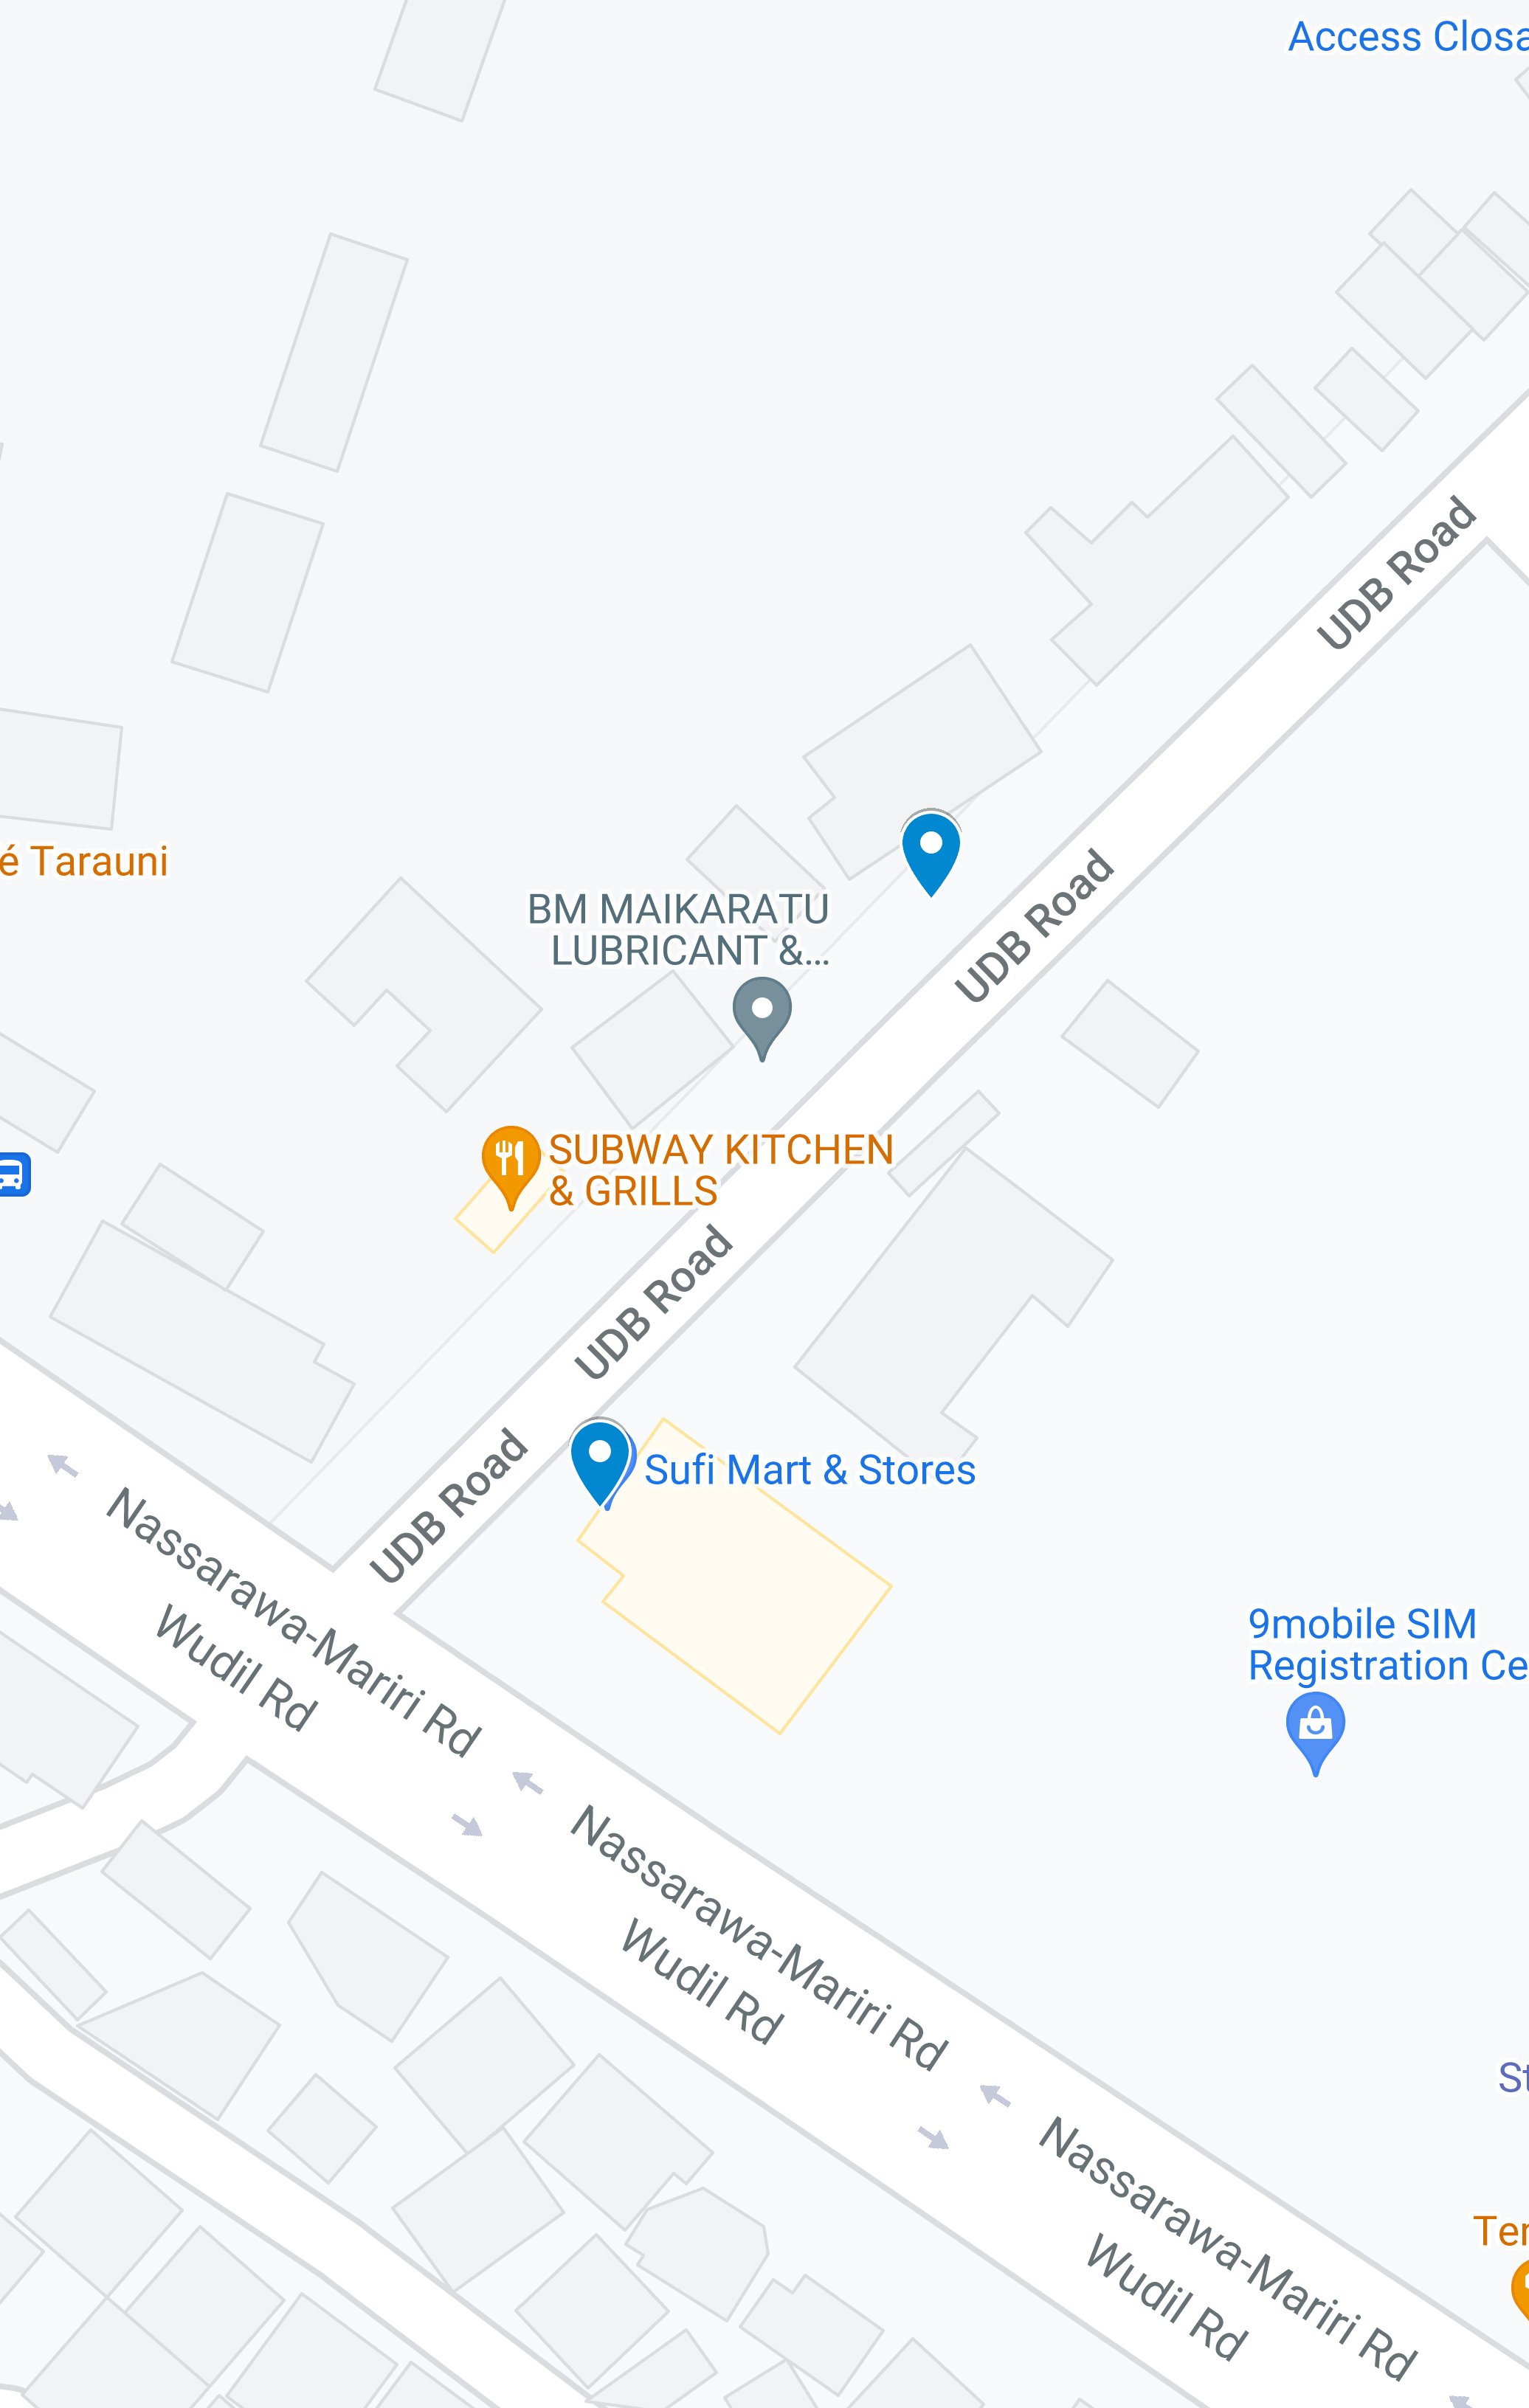 Access Closa
UDB Road
é Tarauni
BM MAIKARATU
LUBRICANT &...
UDB Road
SUBWAY KITCHEN
& GRILLS
UDB Road
Sufi Mart & Stores
UDB Road
Nassarawa-Mariri Rd
Wudil Rd
9mobile SIM
Registration Ce
Nassarawa-Mariri Rd
Wudil Rd
St
Nassarawa-Mariri Rd
Wudil Rd
Ter